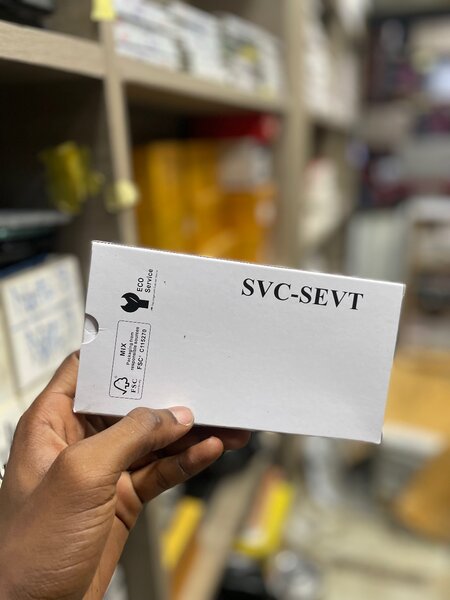 SVC-SEVT
ECO
Service
MIX
Packaging from
responsible sources
FSC® C115270
FSC